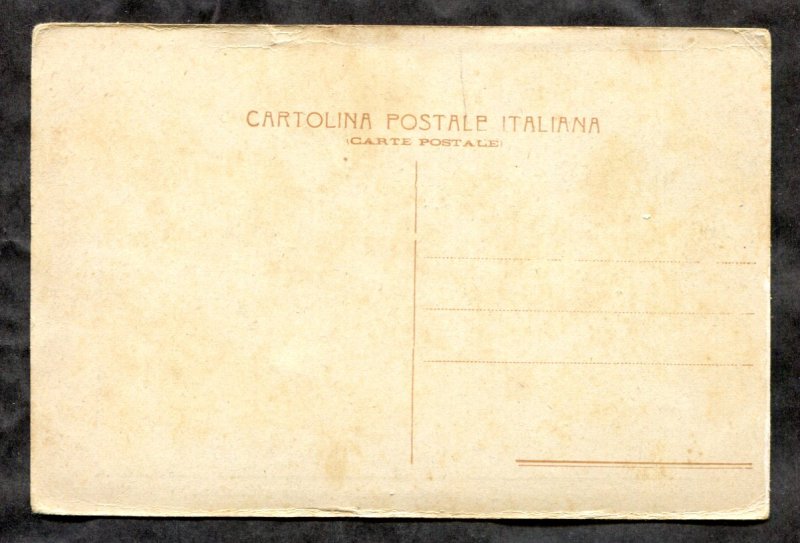 CARTOLINA POSTALE ITALIANA
(CARTE POSTALE)